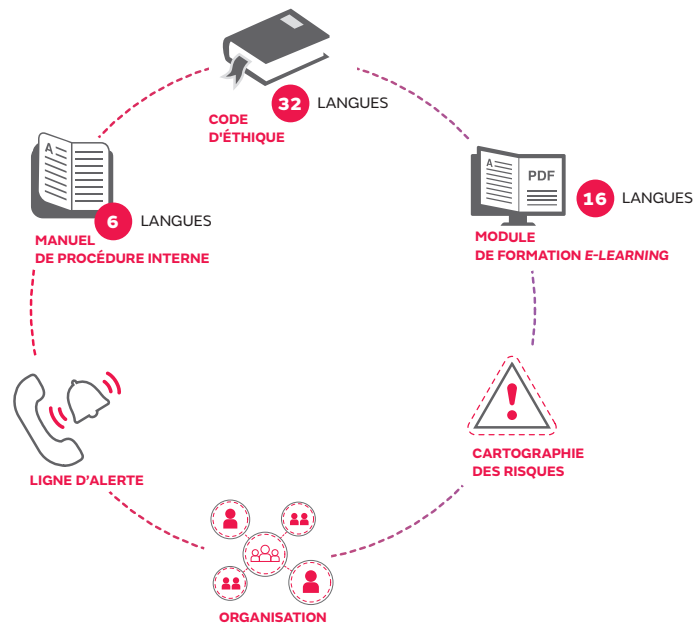 32 LANGUES
CODE
D'ÉTHIQUE
A
PDF
16 LANGUES
MODULE
DE FORMATION E-LEARNING
A
6 LANGUES
MANUEL
DE PROCÉDURE INTERNE
CARTOGRAPHIE
DES RISQUES
LIGNE D'ALERTE
ORGANISATION